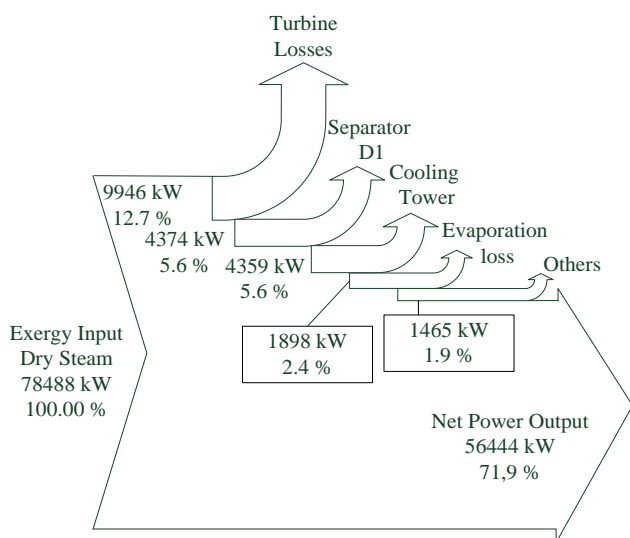 Turbine
Losses
Separator
D1
Cooling
Tower
Evaporation
loss
Others
9946 kW
12.7 %
4374 kW
5.6 %
4359 kW
5.6 %
1898 kW
2.4 %
1465 kW
1.9 %
Exergy Input
Dry Steam
78488 kW
100.00 %
Net Power Output
56444 kW
71,9 %